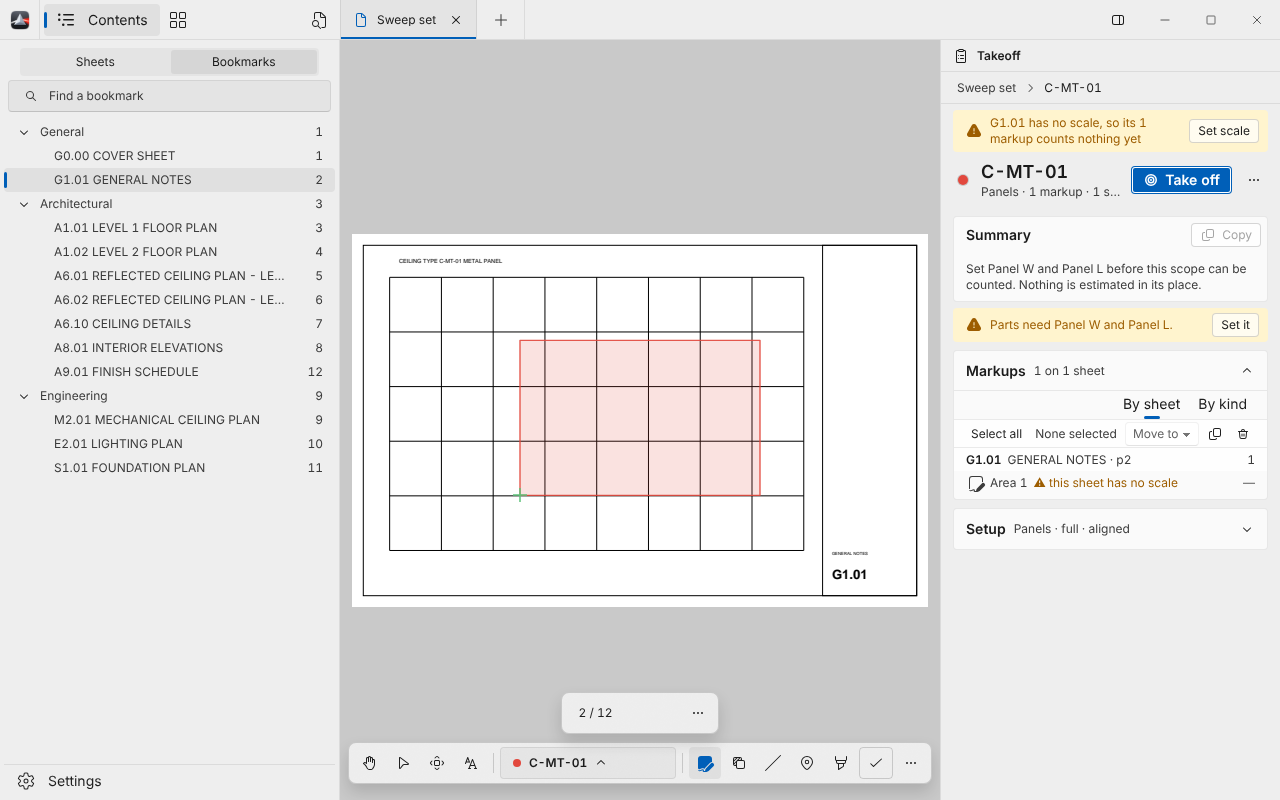 Contents
Sweep set
Sheets
Bookmarks
Find a bookmark
General 1
G0.00 COVER SHEET 1
G1.01 GENERAL NOTES 2
Architectural 3
A1.01 LEVEL 1 FLOOR PLAN 3
A1.02 LEVEL 2 FLOOR PLAN 4
A6.01 REFLECTED CEILING PLAN - LE... 5
A6.02 REFLECTED CEILING PLAN - LE... 6
A6.10 CEILING DETAILS 7
A8.01 INTERIOR ELEVATIONS 8
A9.01 FINISH SCHEDULE 12
Engineering 9
M2.01 MECHANICAL CEILING PLAN 9
E2.01 LIGHTING PLAN 10
S1.01 FOUNDATION PLAN 11
Settings
CEILING TYPE C-MT-01 METAL PANEL
GENERAL NOTES
G1.01
2 / 12
C-MT-01
Takeoff
Sweep set > C-MT-01
G1.01 has no scale, so its 1
markup counts nothing yet
Set scale
C-MT-01
Panels · 1 markup · 1 s...
Take off
Summary
Copy
Set Panel W and Panel L before this scope can be
counted. Nothing is estimated in its place.
Parts need Panel W and Panel L.
Set it
Markups 1 on 1 sheet
By sheet By kind
Select all None selected Move to
G1.01 GENERAL NOTES · p2 1
Area 1 this sheet has no scale —
Setup Panels · full · aligned